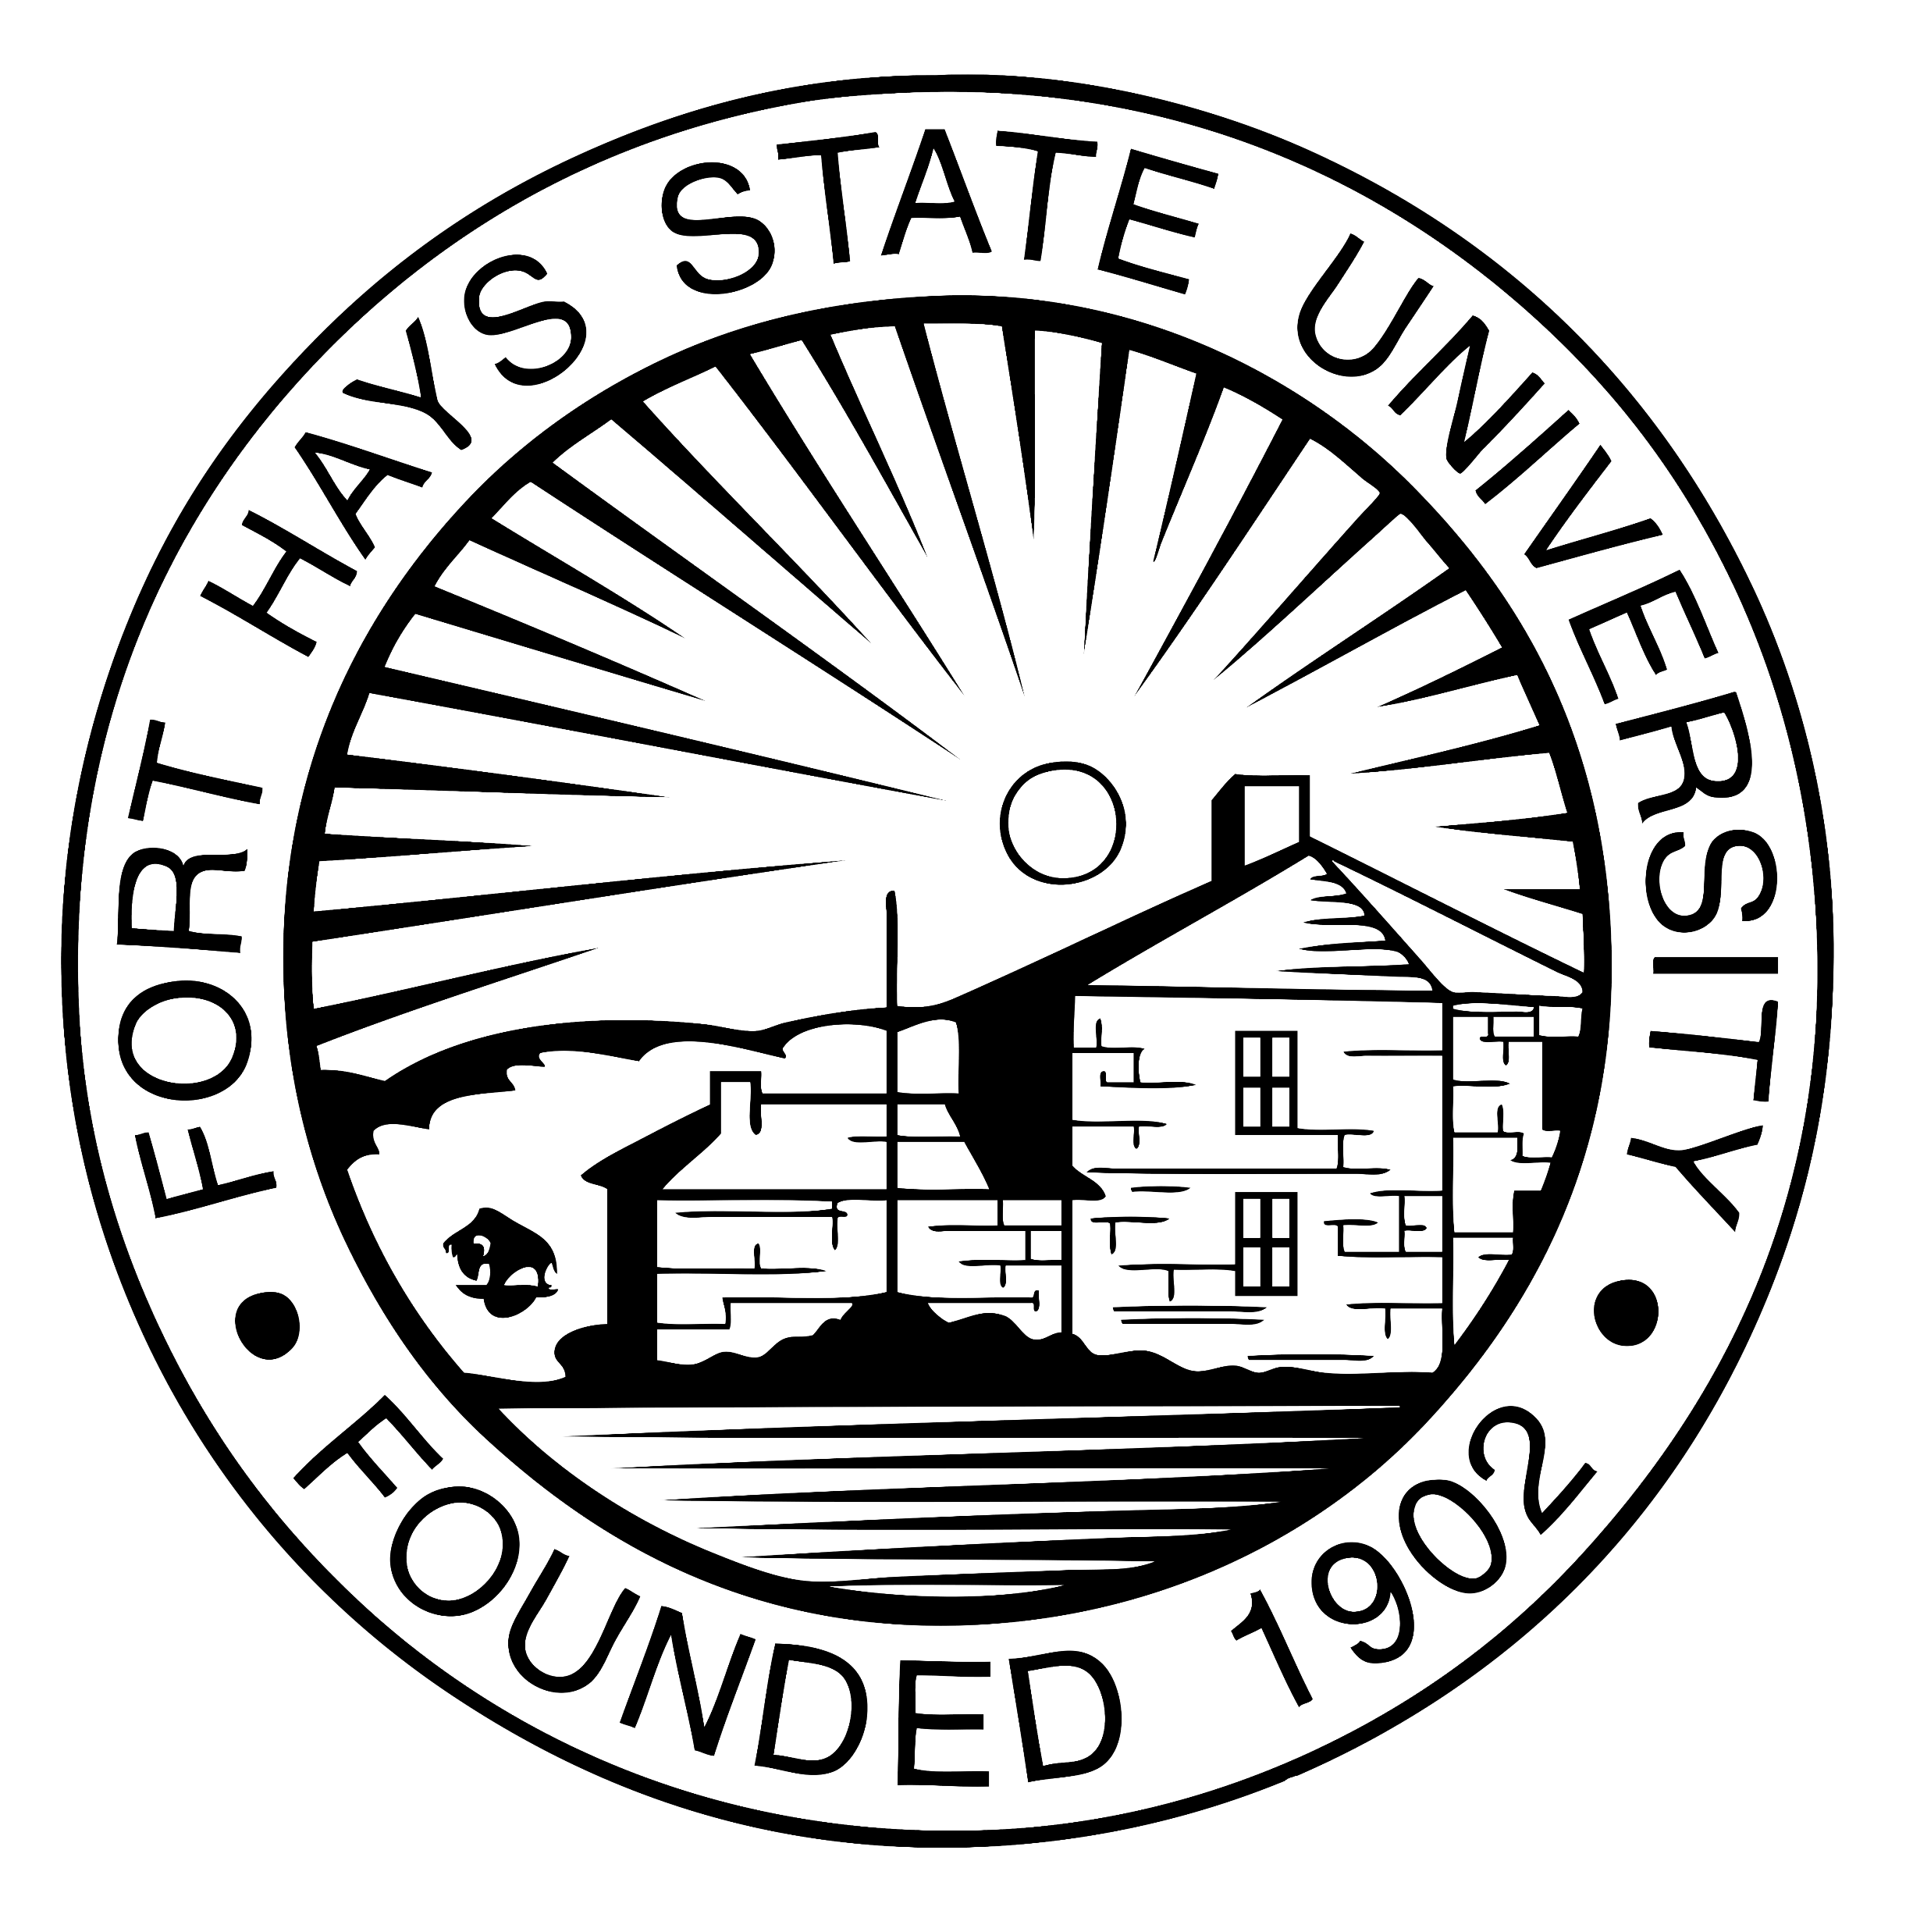 FORT HAYS STATE UNIVERSITY
• FOUNDED 1902 •